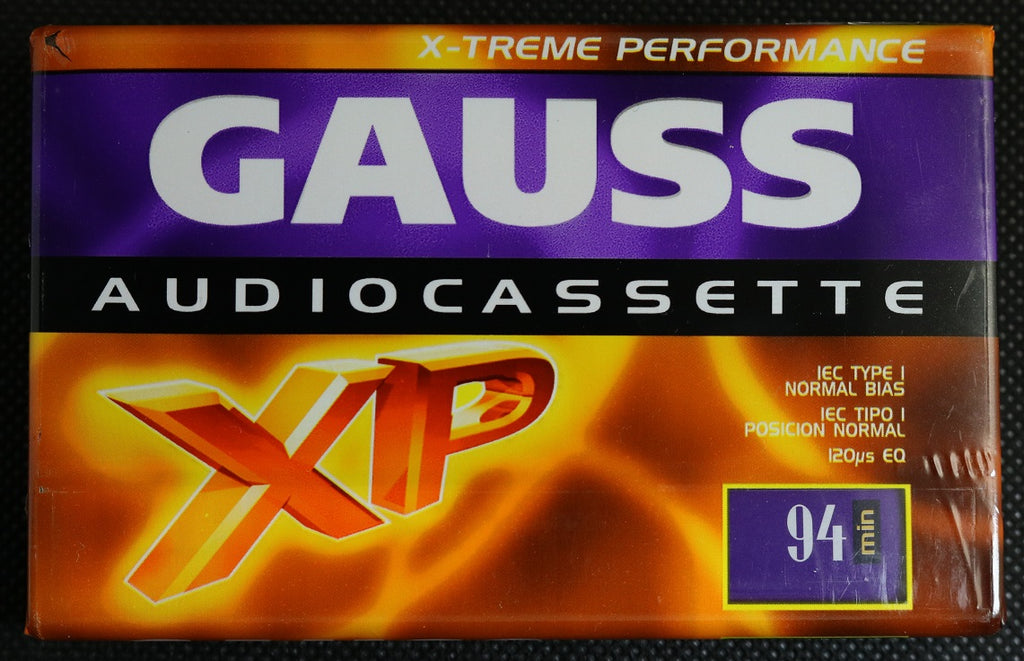 X-TREME PERFORMANCE
GAUSS
AUDIOCASSETTE
XP
IEC TYPE I
NORMAL BIAS
IEC TIPO I
POSICION NORMAL
120µs EQ
94 min